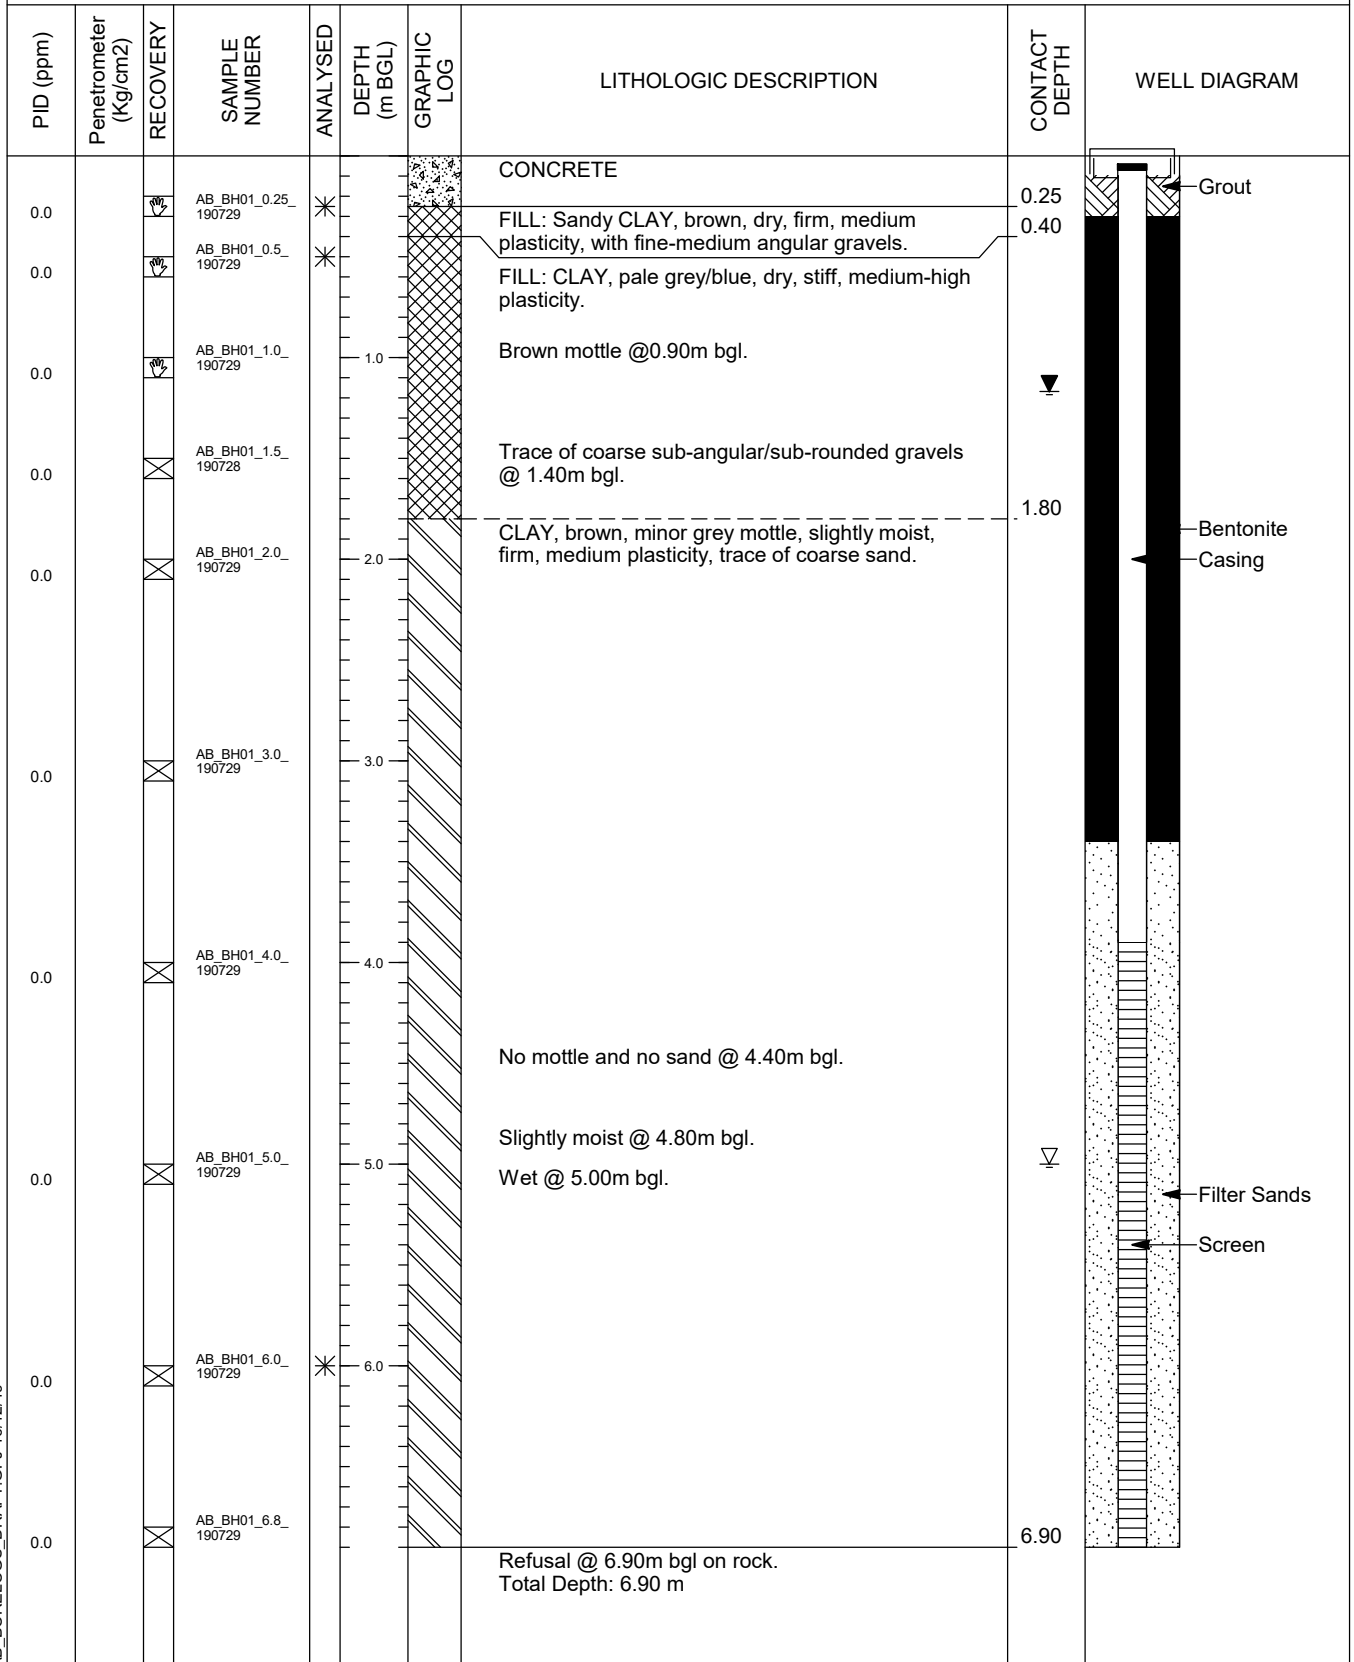 PID (ppm)
Penetrometer
(Kg/cm2)
RECOVERY
SAMPLE
NUMBER
ANALYSED
DEPTH
(m BGL)
GRAPHIC
LOG
LITHOLOGIC DESCRIPTION
CONTACT
DEPTH
WELL DIAGRAM
CONCRETE
Grout
0.0
AB_BH01_0.25_
190729
0.25
FILL: Sandy CLAY, brown, dry, firm, medium
plasticity, with fine-medium angular gravels.
0.40
0.0
AB_BH01_0.5_
190729
FILL: CLAY, pale grey/blue, dry, stiff, medium-high
plasticity.
0.0
AB_BH01_1.0_
190729
1.0
Brown mottle @0.90m bgl.
0.0
AB_BH01_1.5_
190728
Trace of coarse sub-angular/sub-rounded gravels
@ 1.40m bgl.
1.80
CLAY, brown, minor grey mottle, slightly moist,
firm, medium plasticity, trace of coarse sand.
Bentonite
Casing
0.0
AB_BH01_2.0_
190729
2.0
0.0
AB_BH01_3.0_
190729
3.0
0.0
AB_BH01_4.0_
190729
4.0
No mottle and no sand @ 4.40m bgl.
Slightly moist @ 4.80m bgl.
0.0
AB_BH01_5.0_
190729
5.0
Wet @ 5.00m bgl.
Filter Sands
Screen
0.0
AB_BH01_6.0_
190729
6.0
0.0
AB_BH01_6.8_
190729
6.90
Refusal @ 6.90m bgl on rock.
Total Depth: 6.90 m